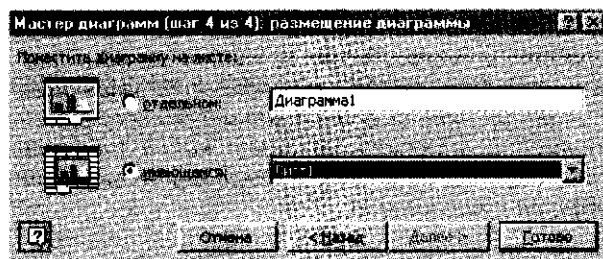 Мастер диаграмм (шаг 4 из 4): размещение диаграммы
Поместить диаграмму на листе:
отдельном: Диаграмма1
имеющемся: Лист1
Отмена < Назад Далее > Готово